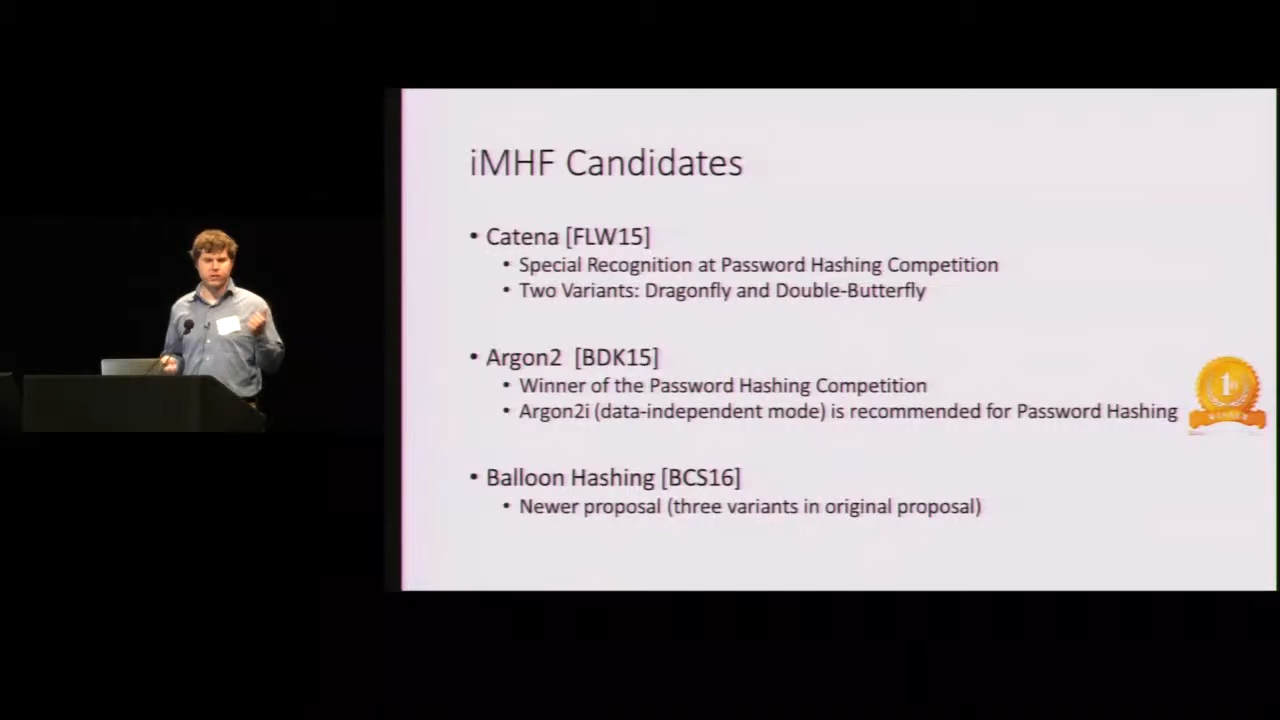 iMHF Candidates
• Catena [FLW15]
• Special Recognition at Password Hashing Competition
• Two Variants: Dragonfly and Double-Butterfly
• Argon2 [BDK15]
• Winner of the Password Hashing Competition
• Argon2i (data-independent mode) is recommended for Password Hashing
• Balloon Hashing [BCS16]
• Newer proposal (three variants in original proposal)